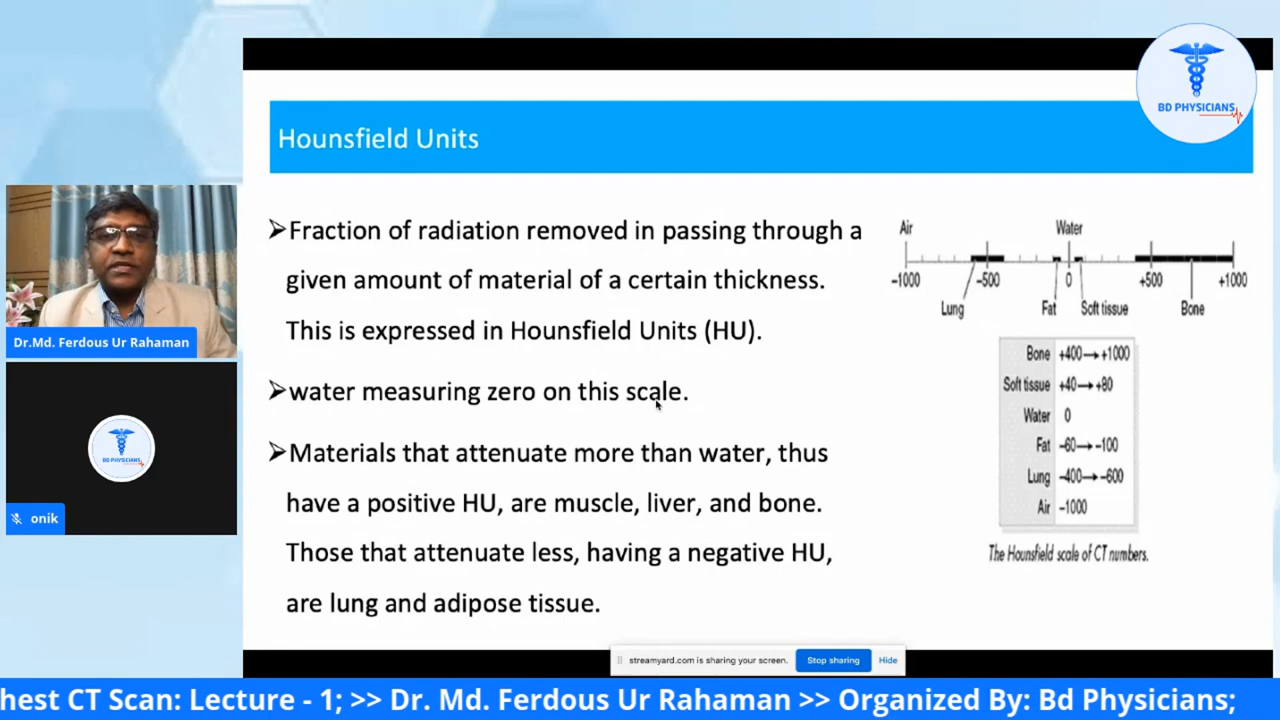 BD PHYSICIANS
Hounsfield Units
➢Fraction of radiation removed in passing through a
given amount of material of a certain thickness.
This is expressed in Hounsfield Units (HU).
➢water measuring zero on this scale.
➢Materials that attenuate more than water, thus
have a positive HU, are muscle, liver, and bone.
Those that attenuate less, having a negative HU,
are lung and adipose tissue.
Air Water
−1000 −500 0 +500 +1000
Lung Fat Soft tissue Bone
Bone +400→+1000
Soft tissue +40→+80
Water 0
Fat −60→−100
Lung −400→−600
Air −1000
The Hounsfield scale of CT numbers.
Dr.Md. Ferdous Ur Rahaman
BD PHYSICIANS
onik
streamyard.com is sharing your screen. Stop sharing Hide
hest CT Scan: Lecture - 1; >> Dr. Md. Ferdous Ur Rahaman >> Organized By: Bd Physicians;